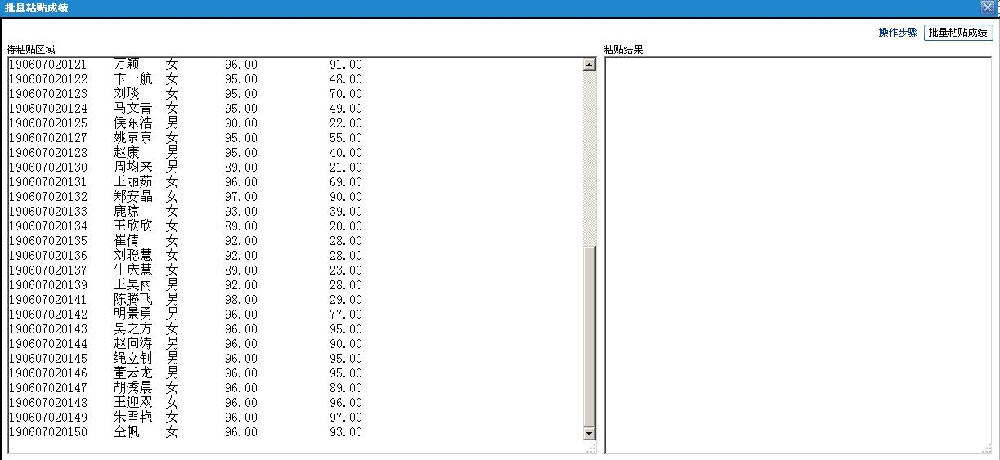 批量粘贴成绩
操作步骤 批量粘贴成绩
待粘贴区域 粘贴结果
190607020121 万颖 女 96.00 91.00
190607020122 卞一航 女 95.00 48.00
190607020123 刘琰 女 95.00 70.00
190607020124 马文青 女 95.00 49.00
190607020125 侯东浩 男 90.00 22.00
190607020127 姚京京 女 95.00 55.00
190607020128 赵康 男 95.00 40.00
190607020130 周均来 男 89.00 21.00
190607020131 王丽茹 女 96.00 69.00
190607020132 郑安晶 女 97.00 90.00
190607020133 鹿琼 女 93.00 39.00
190607020134 王欣欣 女 89.00 20.00
190607020135 崔倩 女 92.00 28.00
190607020136 刘聪慧 女 92.00 28.00
190607020137 牛庆慧 女 89.00 23.00
190607020139 王昊雨 男 92.00 28.00
190607020141 陈腾飞 男 98.00 29.00
190607020142 明景勇 男 96.00 77.00
190607020143 吴之方 女 96.00 95.00
190607020144 赵向涛 男 96.00 90.00
190607020145 绳立钊 男 96.00 95.00
190607020146 董云龙 男 96.00 95.00
190607020147 胡秀晨 女 96.00 89.00
190607020148 王迎双 女 96.00 96.00
190607020149 朱雪艳 女 96.00 97.00
190607020150 仝帆 女 96.00 93.00